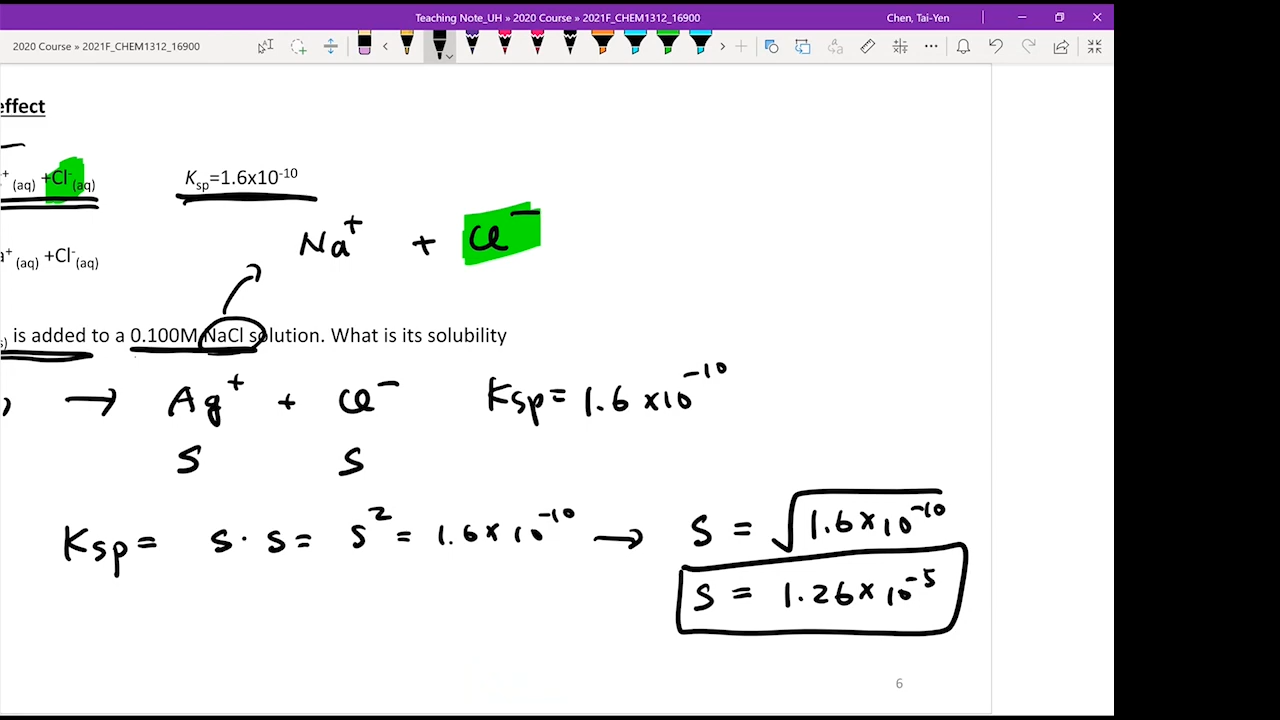 Teaching Note_UH » 2020 Course » 2021F_CHEM1312_16900
Chen, Tai-Yen
2020 Course » 2021F_CHEM1312_16900
effect
+ (aq) +Cl-(aq)
Ksp=1.6x10-10
Na+ + Cl−
a+ (aq) +Cl-(aq)
s) is added to a 0.100M NaCl solution. What is its solubility
) → Ag+ + Cl− Ksp = 1.6 ×10−10
S S
Ksp = s · s = s2 = 1.6 × 10−10 → S = √1.6 × 10−10
S = 1.26 × 10−5
6